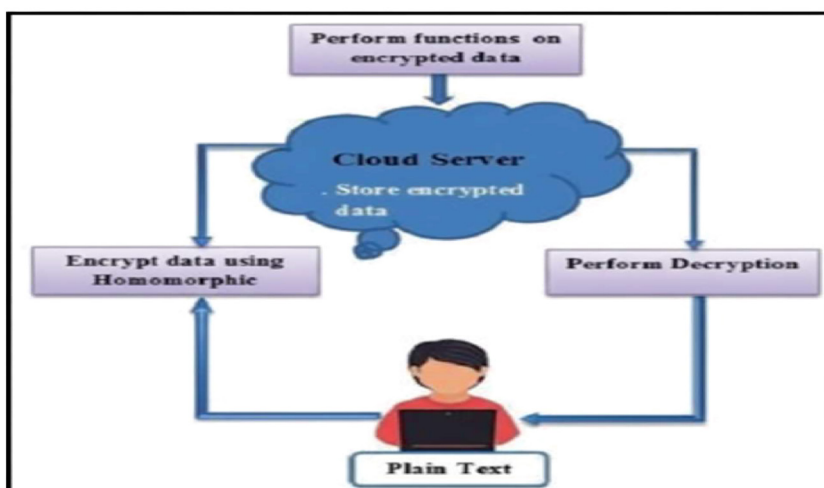 Perform functions on
encrypted data
Cloud Server
. Store encrypted
data
Encrypt data using
Homomorphic
Perform Decryption
Plain Text